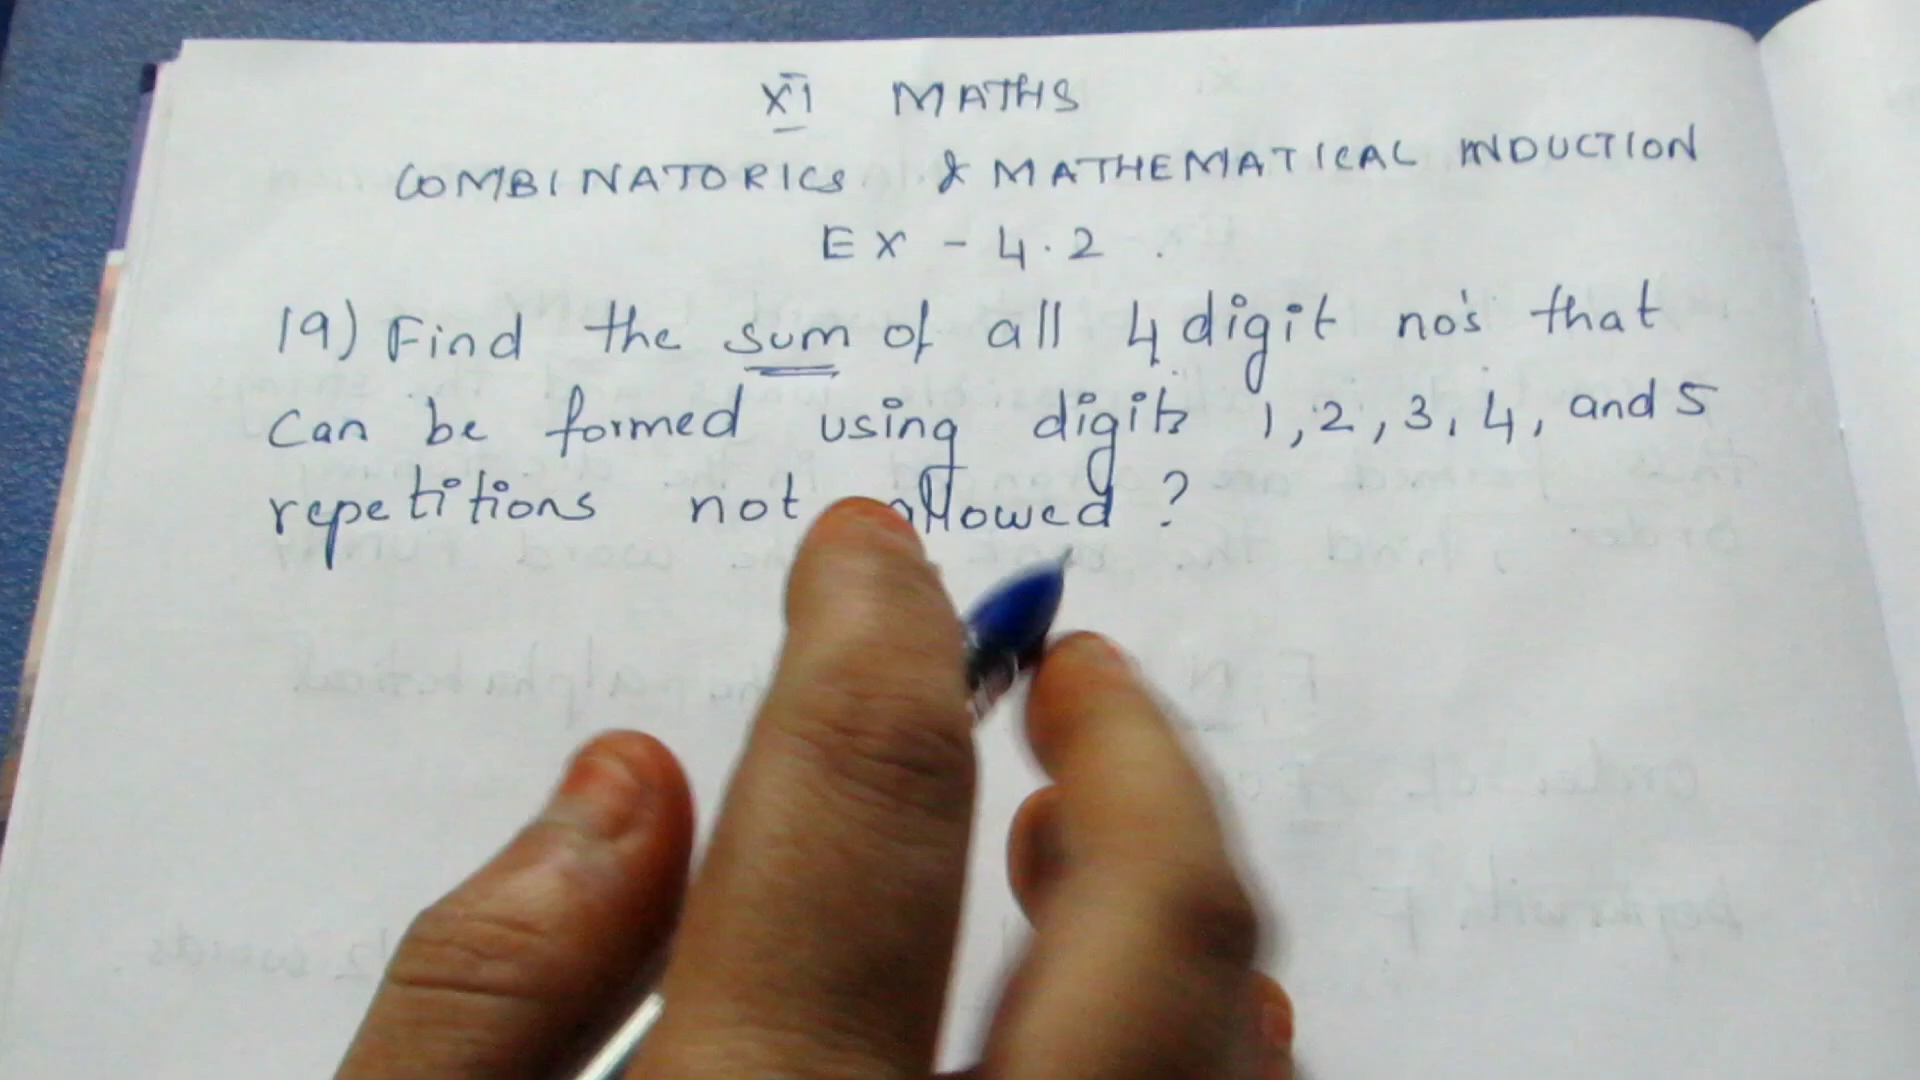 XI MATHS
COMBINATORICS & MATHEMATICAL INDUCTION
EX - 4.2
19) Find the sum of all 4 digit no's that
can be formed using digits 1, 2, 3, 4, and 5
repetitions not allowed ?